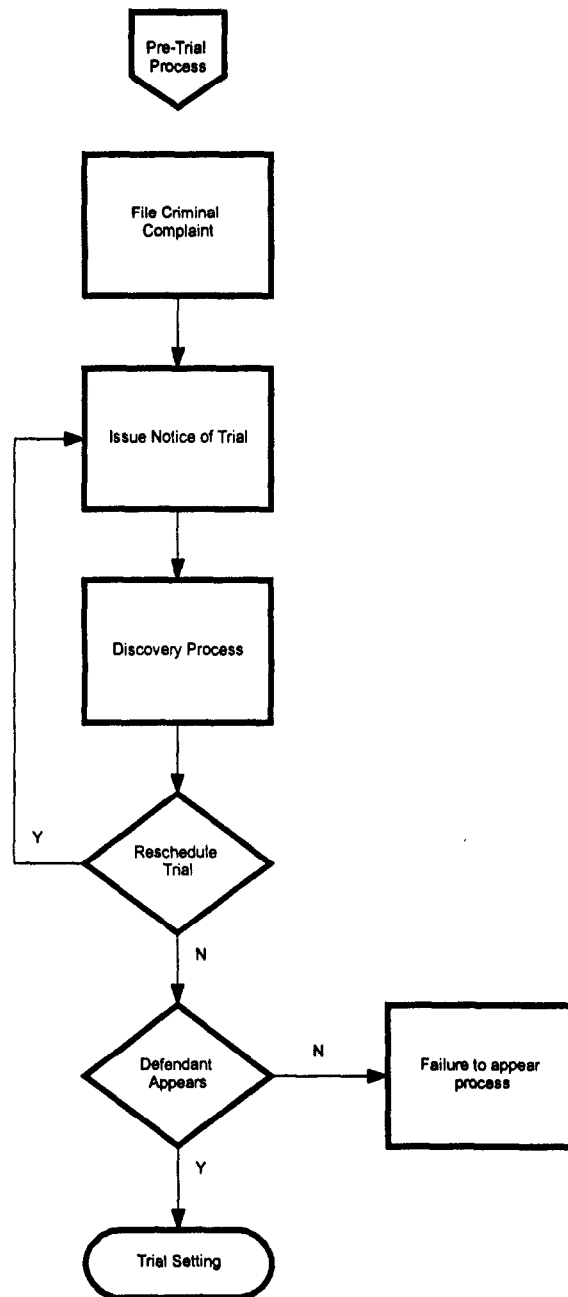 Pre-Trial
Process
File Criminal
Complaint
Issue Notice of Trial
Discovery Process
Y
Reschedule
Trial
N
Defendant
Appears
N
Failure to appear
process
Y
Trial Setting